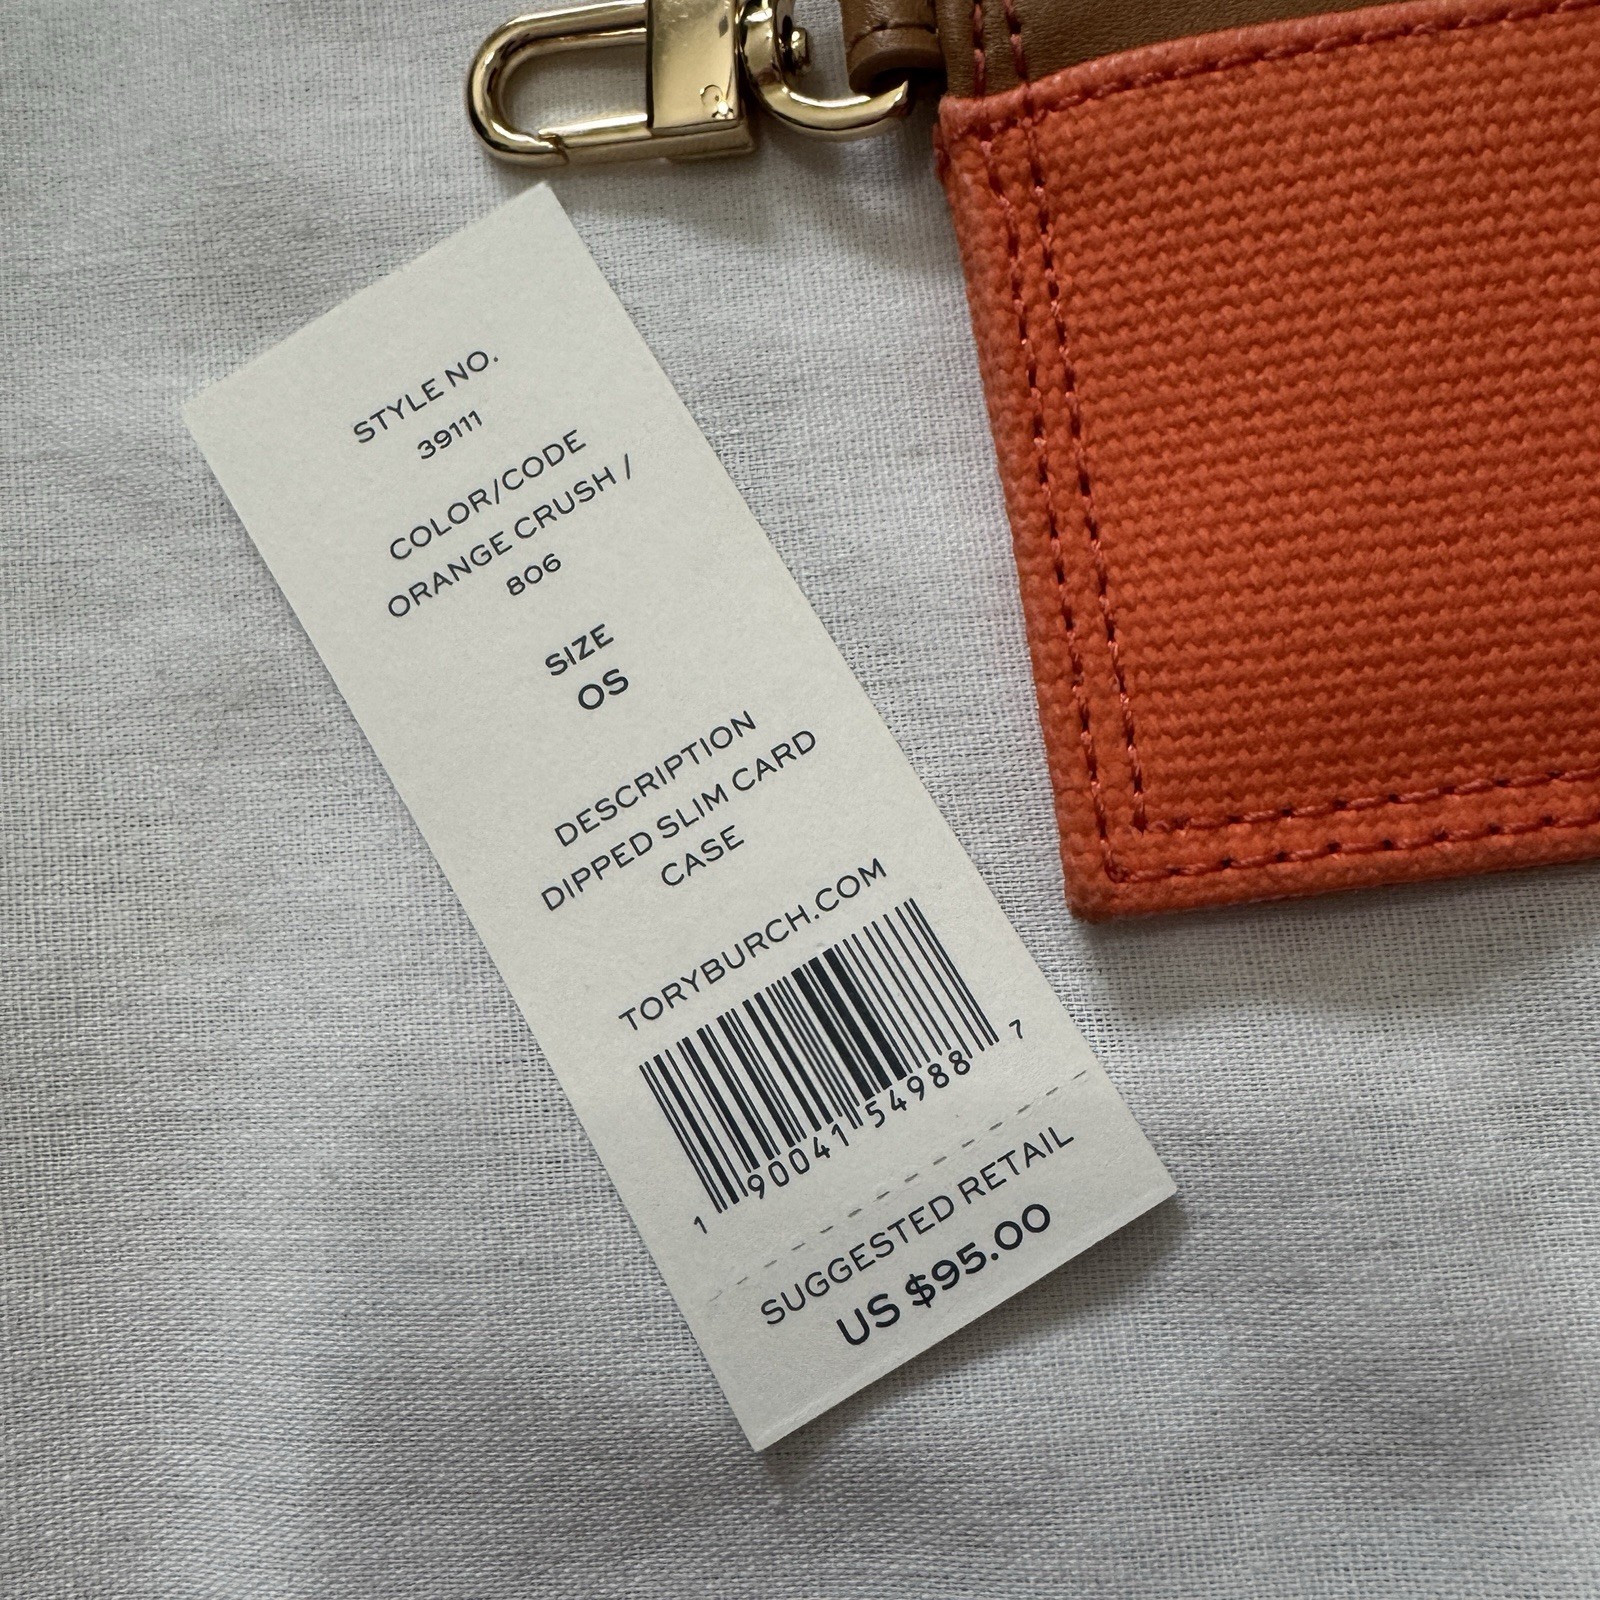 STYLE NO.
39111
COLOR/CODE
ORANGE CRUSH /
806
SIZE
OS
DESCRIPTION
DIPPED SLIM CARD
CASE
TORYBURCH.COM
1 90041 54988 7
SUGGESTED RETAIL
US $95.00